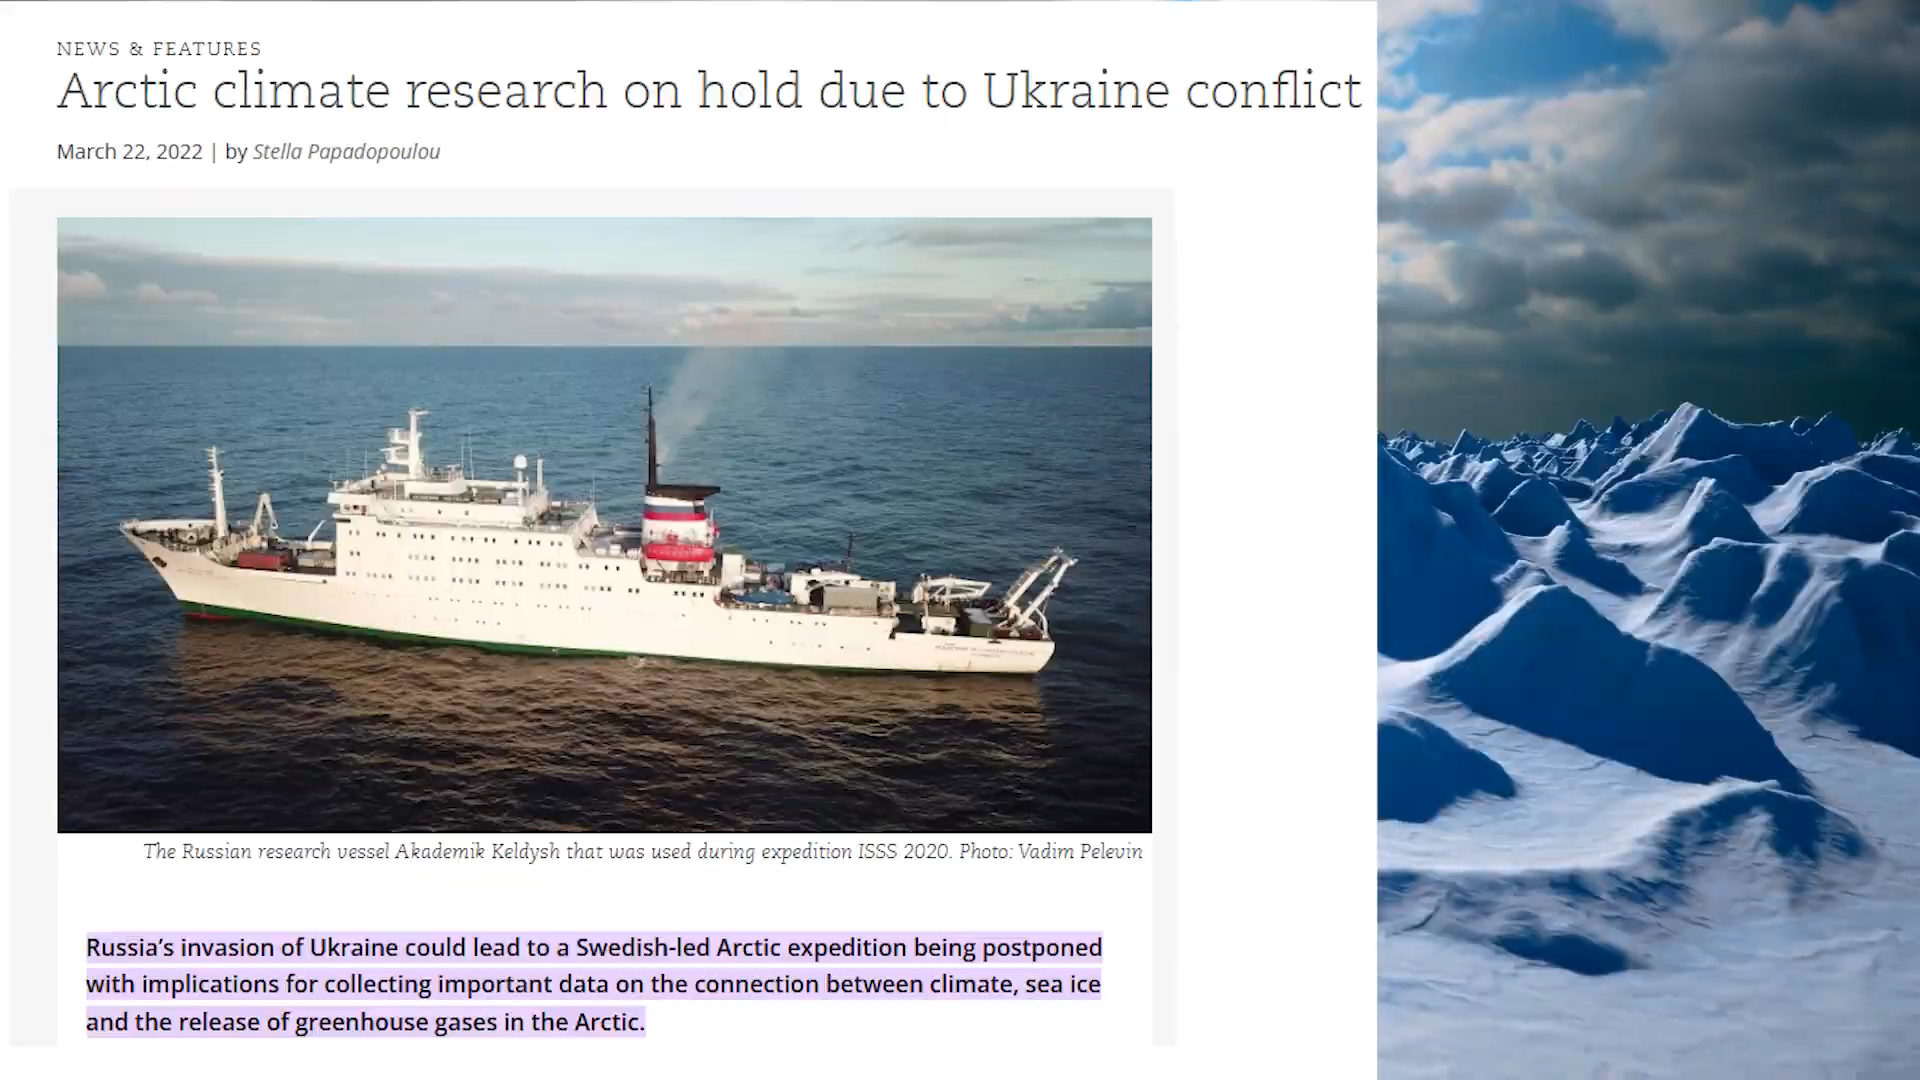 NEWS & FEATURES
Arctic climate research on hold due to Ukraine conflict
March 22, 2022 | by Stella Papadopoulou
The Russian research vessel Akademik Keldysh that was used during expedition ISSS 2020. Photo: Vadim Pelevin
Russia’s invasion of Ukraine could lead to a Swedish-led Arctic expedition being postponed
with implications for collecting important data on the connection between climate, sea ice
and the release of greenhouse gases in the Arctic.